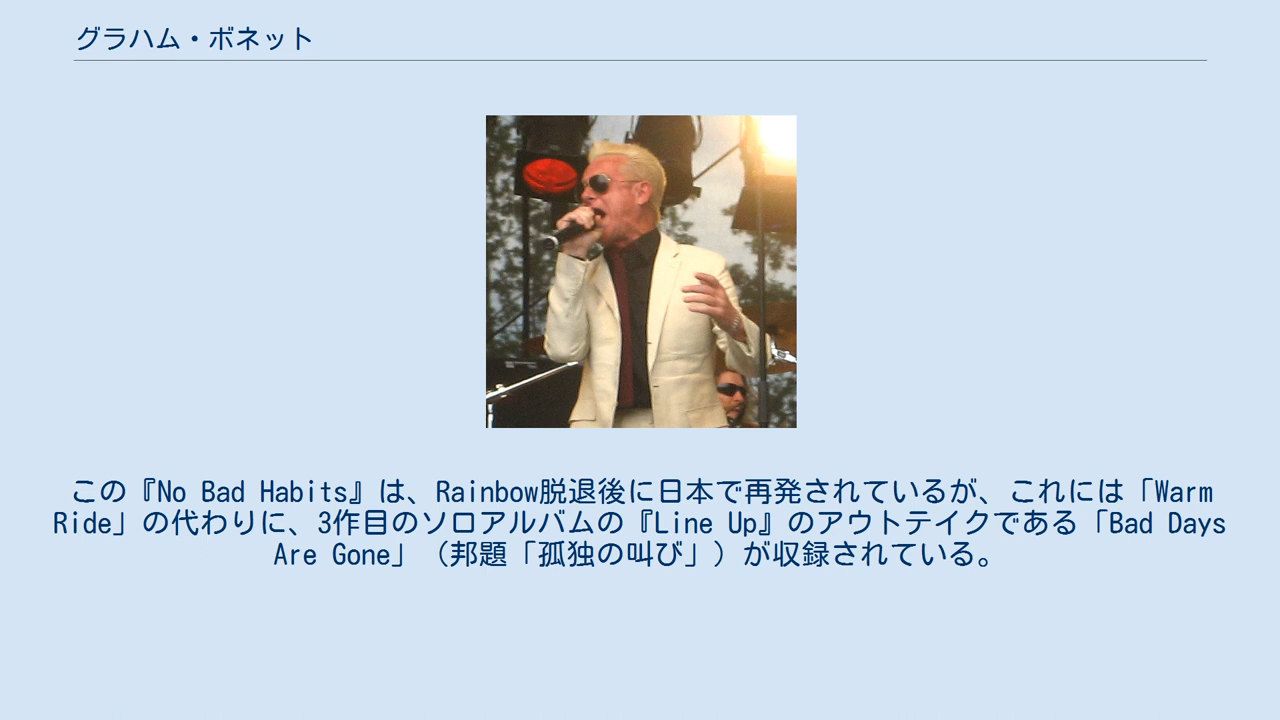 グラハム・ボネット
この『No Bad Habits』は、Rainbow脱退後に日本で再発されているが、これには「Warm
Ride」の代わりに、3作目のソロアルバムの『Line Up』のアウトテイクである「Bad Days
Are Gone」（邦題「孤独の叫び」）が収録されている。